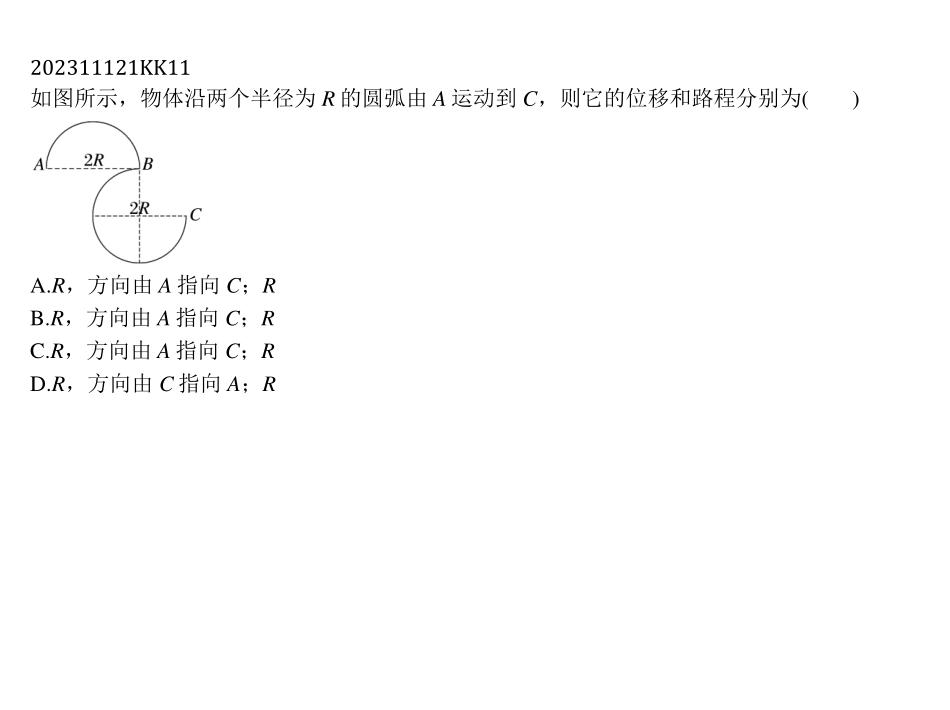 202311121KK11
如图所示，物体沿两个半径为 R 的圆弧由 A 运动到 C，则它的位移和路程分别为(　　)
A 2R B
2R C
A.R，方向由 A 指向 C；R
B.R，方向由 A 指向 C；R
C.R，方向由 A 指向 C；R
D.R，方向由 C 指向 A；R